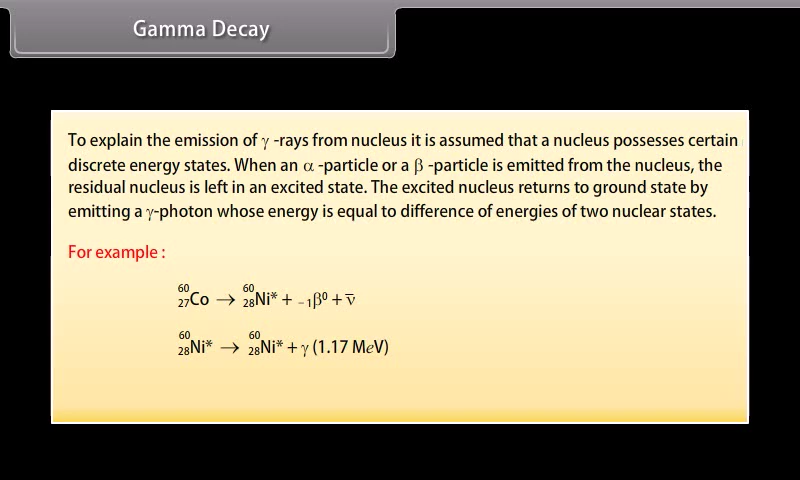 Gamma Decay
To explain the emission of γ -rays from nucleus it is assumed that a nucleus possesses certain
discrete energy states. When an α -particle or a β -particle is emitted from the nucleus, the
residual nucleus is left in an excited state. The excited nucleus returns to ground state by
emitting a γ-photon whose energy is equal to difference of energies of two nuclear states.
For example :
⁶⁰₂₇Co → ⁶⁰₂₈Ni* + ₋₁β⁰ + ν̅
⁶⁰₂₈Ni* → ⁶⁰₂₈Ni* + γ (1.17 MeV)